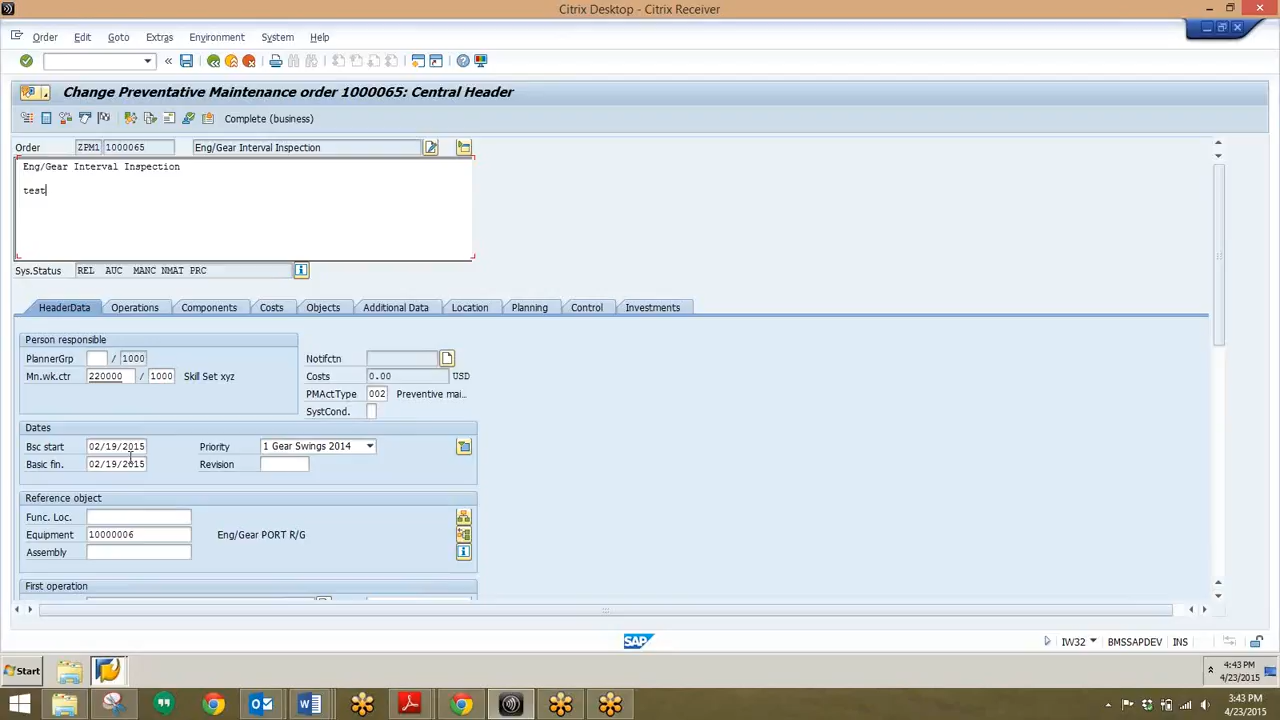 Citrix Desktop - Citrix Receiver
Order Edit Goto Extras Environment System Help
Change Preventative Maintenance order 1000065: Central Header
Complete (business)
Order ZPM1 1000065 Eng/Gear Interval Inspection
Eng/Gear Interval Inspection
test
Sys.Status REL AUC MANC NMAT PRC
HeaderData Operations Components Costs Objects Additional Data Location Planning Control Investments
Person responsible
PlannerGrp / 1000 Notifctn
Mn.wk.ctr 220000 / 1000 Skill Set xyz Costs 0.00 USD
PMActType 002 Preventive mai..
SystCond.
Dates
Bsc start 02/19/2015 Priority 1 Gear Swings 2014
Basic fin. 02/19/2015 Revision
Reference object
Func. Loc.
Equipment 10000006 Eng/Gear PORT R/G
Assembly
First operation
SAP IW32 BMSSAPDEV INS
Start 4:43 PM
4/23/2015
3:43 PM
4/23/2015